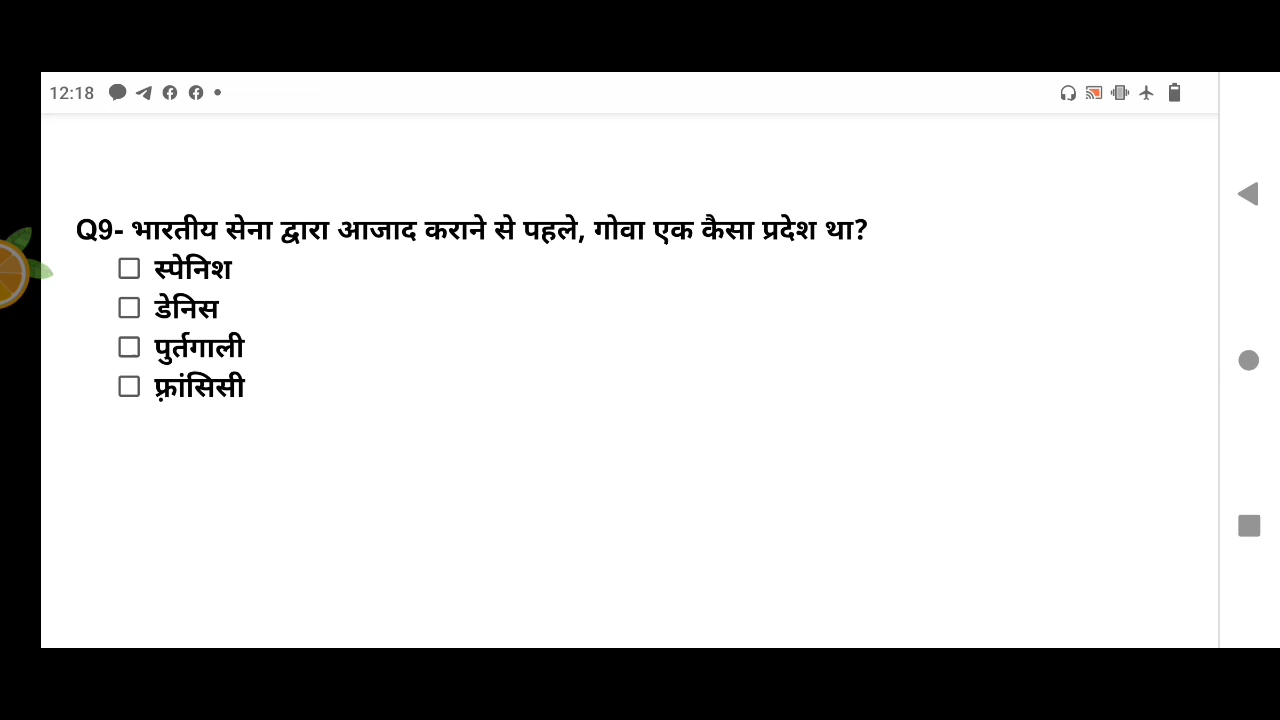 12:18
Q9- भारतीय सेना द्वारा आजाद कराने से पहले, गोवा एक कैसा प्रदेश था?
स्पेनिश
डेनिस
पुर्तगाली
फ़्रांसिसी